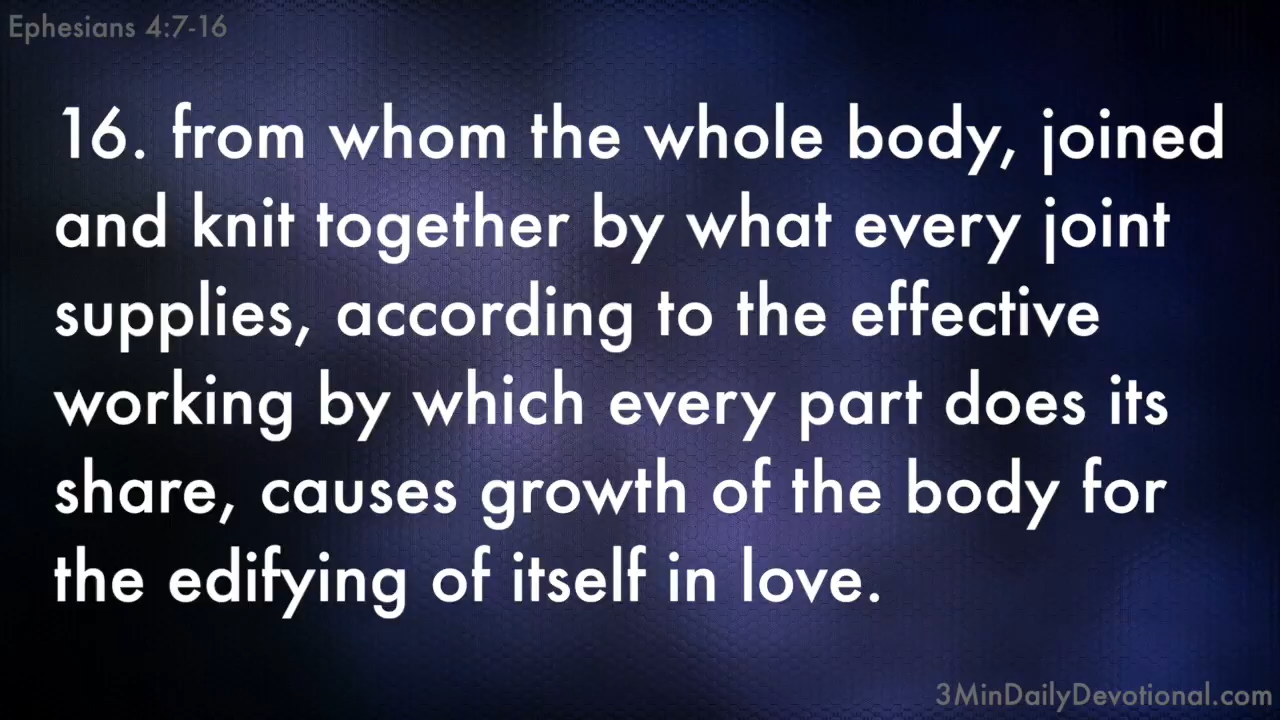 Ephesians 4:7-16
16. from whom the whole body, joined
and knit together by what every joint
supplies, according to the effective
working by which every part does its
share, causes growth of the body for
the edifying of itself in love.
3MinDailyDevotional.com